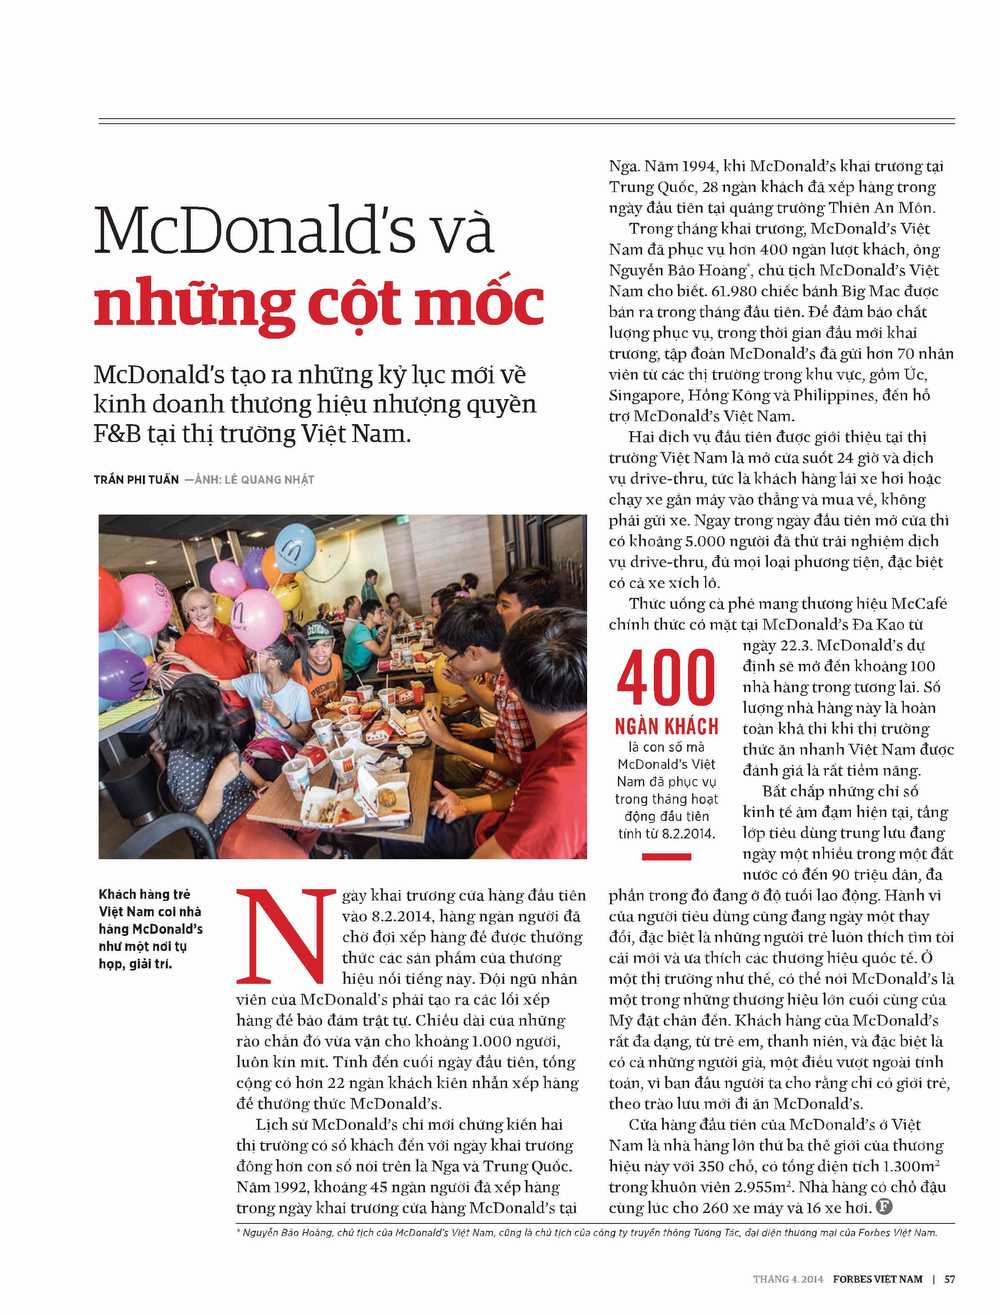 McDonald's và
những cột mốc
McDonald's tạo ra những kỷ lục mới về
kinh doanh thương hiệu nhượng quyền
F&B tại thị trường Việt Nam.
TRẦN PHI TUẤN —ẢNH: LÊ QUANG NHẬT
Khách hàng trẻ
Việt Nam coi nhà
hàng McDonald's
như một nơi tụ
họp, giải trí.
Ngày khai trương cửa hàng đầu tiên
vào 8.2.2014, hàng ngàn người đã
chờ đợi xếp hàng để được thưởng
thức các sản phẩm của thương
hiệu nổi tiếng này. Đội ngũ nhân
viên của McDonald's phải tạo ra các lối xếp
hàng để bảo đảm trật tự. Chiều dài của những
rào chắn đó vừa vặn cho khoảng 1.000 người,
luôn kín mít. Tính đến cuối ngày đầu tiên, tổng
cộng có hơn 22 ngàn khách kiên nhẫn xếp hàng
để thưởng thức McDonald's.
Lịch sử McDonald's chỉ mới chứng kiến hai
thị trường có số khách đến với ngày khai trương
đông hơn con số nói trên là Nga và Trung Quốc.
Năm 1992, khoảng 45 ngàn người đã xếp hàng
trong ngày khai trương cửa hàng McDonald's tại
Nga. Năm 1994, khi McDonald's khai trương tại
Trung Quốc, 28 ngàn khách đã xếp hàng trong
ngày đầu tiên tại quảng trường Thiên An Môn.
Trong tháng khai trương, McDonald's Việt
Nam đã phục vụ hơn 400 ngàn lượt khách, ông
Nguyễn Bảo Hoàng*, chủ tịch McDonald's Việt
Nam cho biết. 61.980 chiếc bánh Big Mac được
bán ra trong tháng đầu tiên. Để đảm bảo chất
lượng phục vụ, trong thời gian đầu mới khai
trương, tập đoàn McDonald's đã gửi hơn 70 nhân
viên từ các thị trường trong khu vực, gồm Úc,
Singapore, Hồng Kông và Philippines, đến hỗ
trợ McDonald's Việt Nam.
Hai dịch vụ đầu tiên được giới thiệu tại thị
trường Việt Nam là mở cửa suốt 24 giờ và dịch
vụ drive-thru, tức là khách hàng lái xe hơi hoặc
chạy xe gắn máy vào thẳng và mua về, không
phải gửi xe. Ngay trong ngày đầu tiên mở cửa thì
có khoảng 5.000 người đã thử trải nghiệm dịch
vụ drive-thru, đủ mọi loại phương tiện, đặc biệt
có cả xe xích lô.
Thức uống cà phê mang thương hiệu McCafé
chính thức có mặt tại McDonald's Đa Kao từ
ngày 22.3. McDonald's dự
định sẽ mở đến khoảng 100
nhà hàng trong tương lai. Số
lượng nhà hàng này là hoàn
toàn khả thi khi thị trường
thức ăn nhanh Việt Nam được
đánh giá là rất tiềm năng.
400
NGÀN KHÁCH
là con số mà
McDonald's Việt
Nam đã phục vụ
trong tháng hoạt
động đầu tiên
tính từ 8.2.2014.
Bất chấp những chỉ số
kinh tế ảm đạm hiện tại, tầng
lớp tiêu dùng trung lưu đang
ngày một nhiều trong một đất
nước có đến 90 triệu dân, đa
phần trong đó đang ở độ tuổi lao động. Hành vi
của người tiêu dùng cũng đang ngày một thay
đổi, đặc biệt là những người trẻ luôn thích tìm tòi
cái mới và ưa thích các thương hiệu quốc tế. Ở
một thị trường như thế, có thể nói McDonald's là
một trong những thương hiệu lớn cuối cùng của
Mỹ đặt chân đến. Khách hàng của McDonald's
rất đa dạng, từ trẻ em, thanh niên, và đặc biệt là
có cả những người già, một điều vượt ngoài tính
toán, vì ban đầu người ta cho rằng chỉ có giới trẻ,
theo trào lưu mới đi ăn McDonald's.
Cửa hàng đầu tiên của McDonald's ở Việt
Nam là nhà hàng lớn thứ ba thế giới của thương
hiệu này với 350 chỗ, có tổng diện tích 1.300m²
trong khuôn viên 2.955m². Nhà hàng có chỗ đậu
cùng lúc cho 260 xe máy và 16 xe hơi. F
* Nguyễn Bảo Hoàng, chủ tịch của McDonald's Việt Nam, cũng là chủ tịch của công ty truyền thông Tương Tác, đại diện thương mại của Forbes Việt Nam.
THÁNG 4. 2014 FORBES VIỆT NAM | 57